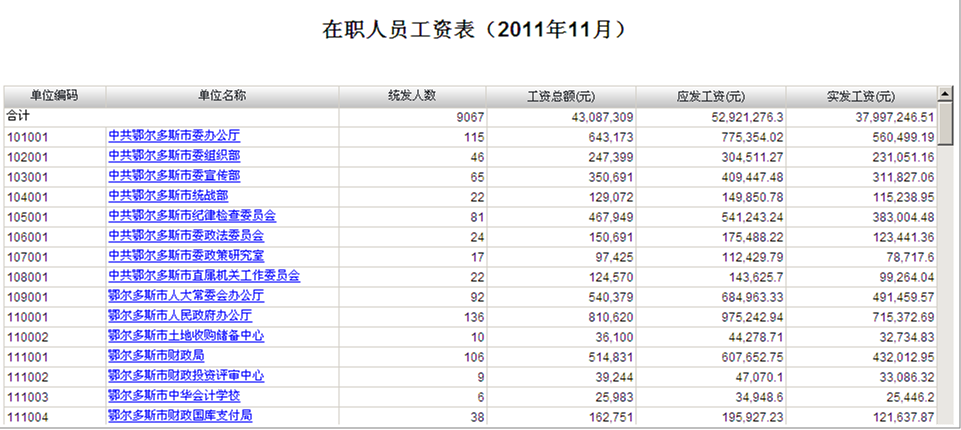 在职人员工资表（2011年11月）
单位编码 单位名称 统发人数 工资总额(元) 应发工资(元) 实发工资(元)
合计 9067 43,087,309 52,921,276.3 37,997,246.51
101001 中共鄂尔多斯市委办公厅 115 643,173 775,354.02 560,499.19
102001 中共鄂尔多斯市委组织部 46 247,399 304,511.27 231,051.16
103001 中共鄂尔多斯市委宣传部 65 350,691 409,447.48 311,827.06
104001 中共鄂尔多斯市统战部 22 129,072 149,850.78 115,238.95
105001 中共鄂尔多斯市纪律检查委员会 81 467,949 541,243.24 383,004.48
106001 中共鄂尔多斯市委政法委员会 24 150,691 175,488.22 123,441.36
107001 中共鄂尔多斯市委政策研究室 17 97,425 112,429.79 78,717.6
108001 中共鄂尔多斯市直属机关工作委员会 22 124,570 143,625.7 99,264.04
109001 鄂尔多斯市人大常委会办公厅 92 540,379 684,963.33 491,459.57
110001 鄂尔多斯市人民政府办公厅 136 810,620 975,242.94 715,372.69
110002 鄂尔多斯市土地收购储备中心 10 36,100 44,278.71 32,734.83
111001 鄂尔多斯市财政局 106 514,831 607,652.75 432,012.95
111002 鄂尔多斯市财政投资评审中心 9 39,244 47,070.1 33,086.32
111003 鄂尔多斯市中华会计学校 6 25,983 34,948.6 25,446.2
111004 鄂尔多斯市财政国库支付局 38 162,751 195,927.23 121,637.87